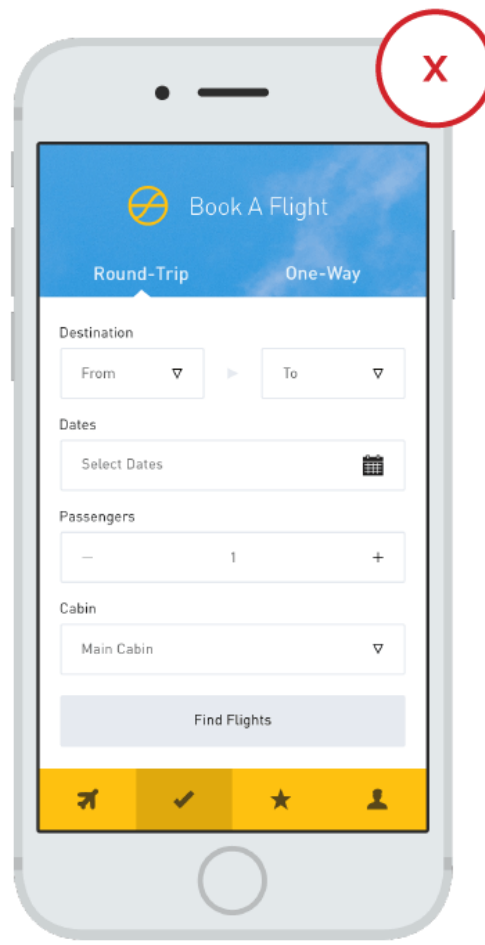 X
Book A Flight
Round-Trip One-Way
Destination
From To
Dates
Select Dates
Passengers
− 1 +
Cabin
Main Cabin
Find Flights